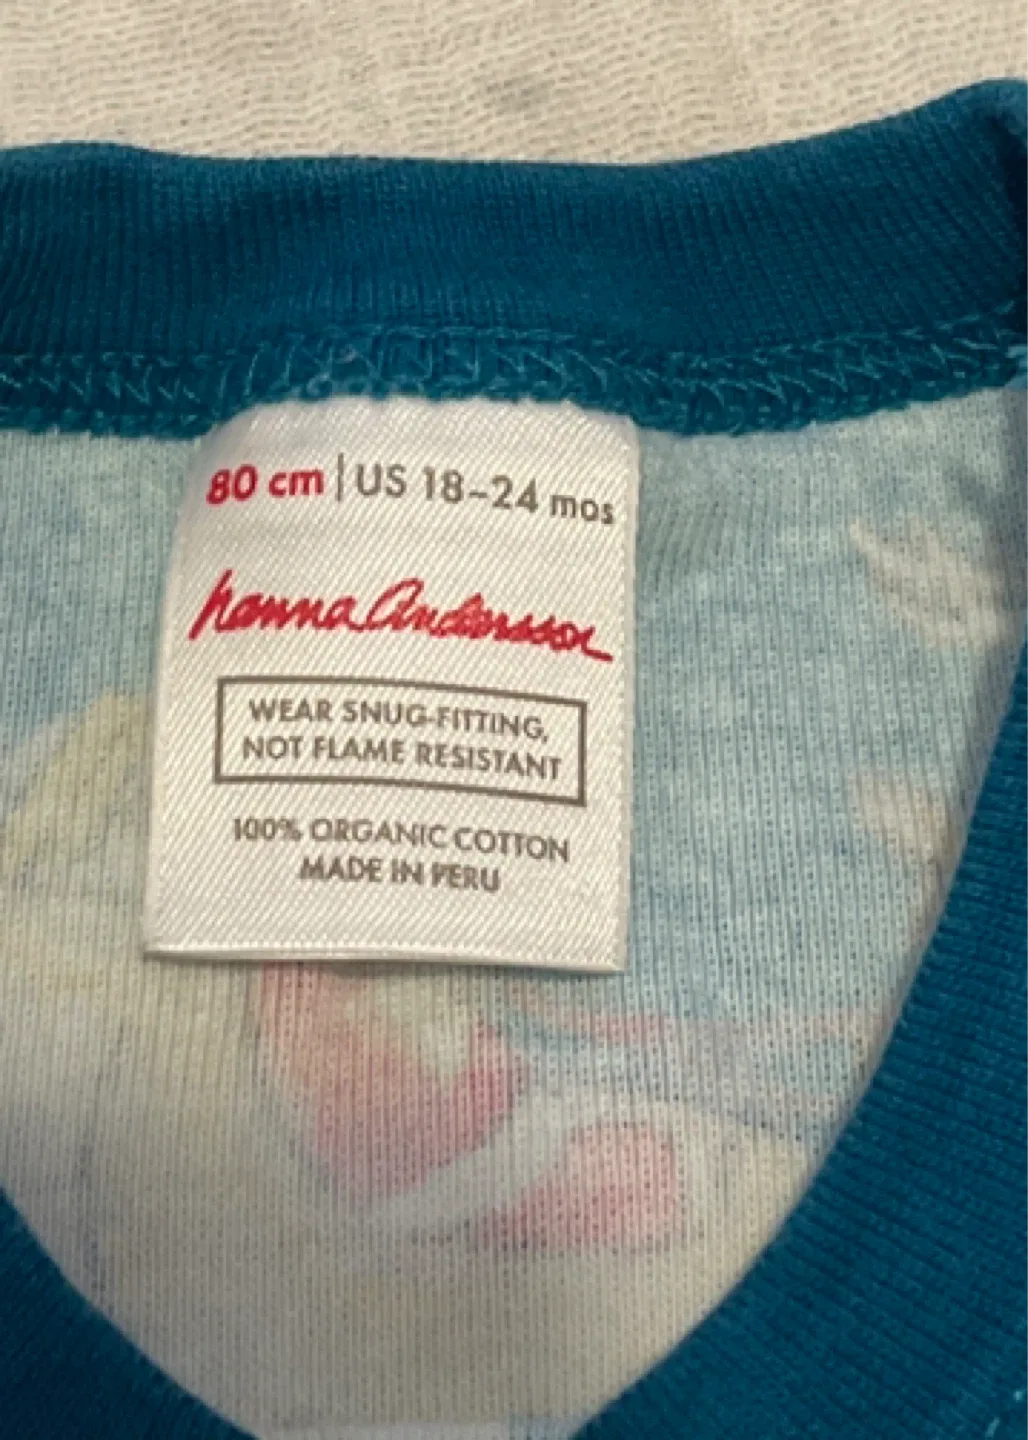 80 cm | US 18-24 mos
hanna Andersson
WEAR SNUG-FITTING,
NOT FLAME RESISTANT
100% ORGANIC COTTON
MADE IN PERU